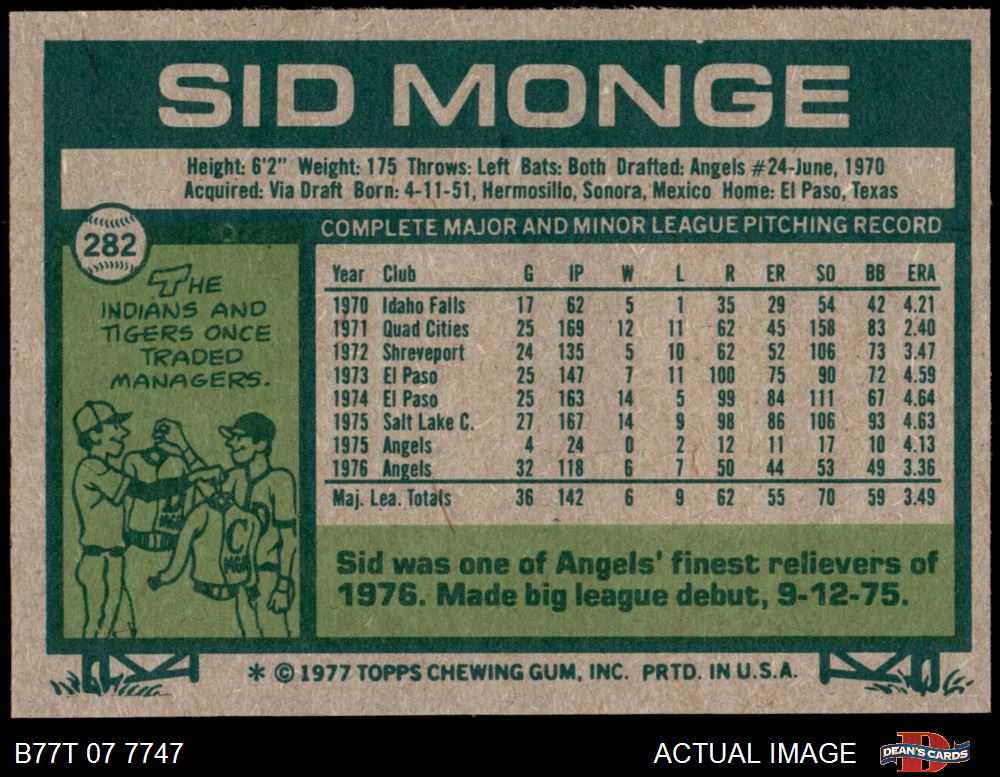 SID MONGE
Height: 6'2" Weight: 175 Throws: Left Bats: Both Drafted: Angels #24-June, 1970
Acquired: Via Draft Born: 4-11-51, Hermosillo, Sonora, Mexico Home: El Paso, Texas
282
THE
INDIANS AND
TIGERS ONCE
TRADED
MANAGERS.
C
MGR
COMPLETE MAJOR AND MINOR LEAGUE PITCHING RECORD
Year Club G IP W L R ER SO BB ERA
1970 Idaho Falls 17 62 5 1 35 29 54 42 4.21
1971 Quad Cities 25 169 12 11 62 45 158 83 2.40
1972 Shreveport 24 135 5 10 62 52 106 73 3.47
1973 El Paso 25 147 7 11 100 75 90 72 4.59
1974 El Paso 25 163 14 5 99 84 111 67 4.64
1975 Salt Lake C. 27 167 14 9 98 86 106 93 4.63
1975 Angels 4 24 0 2 12 11 17 10 4.13
1976 Angels 32 118 6 7 50 44 53 49 3.36
Maj. Lea. Totals 36 142 6 9 62 55 70 59 3.49
Sid was one of Angels' finest relievers of
1976. Made big league debut, 9-12-75.
* © 1977 TOPPS CHEWING GUM, INC. PRTD. IN U.S.A.
B77T 07 7747
ACTUAL IMAGE
DEAN'S CARDS